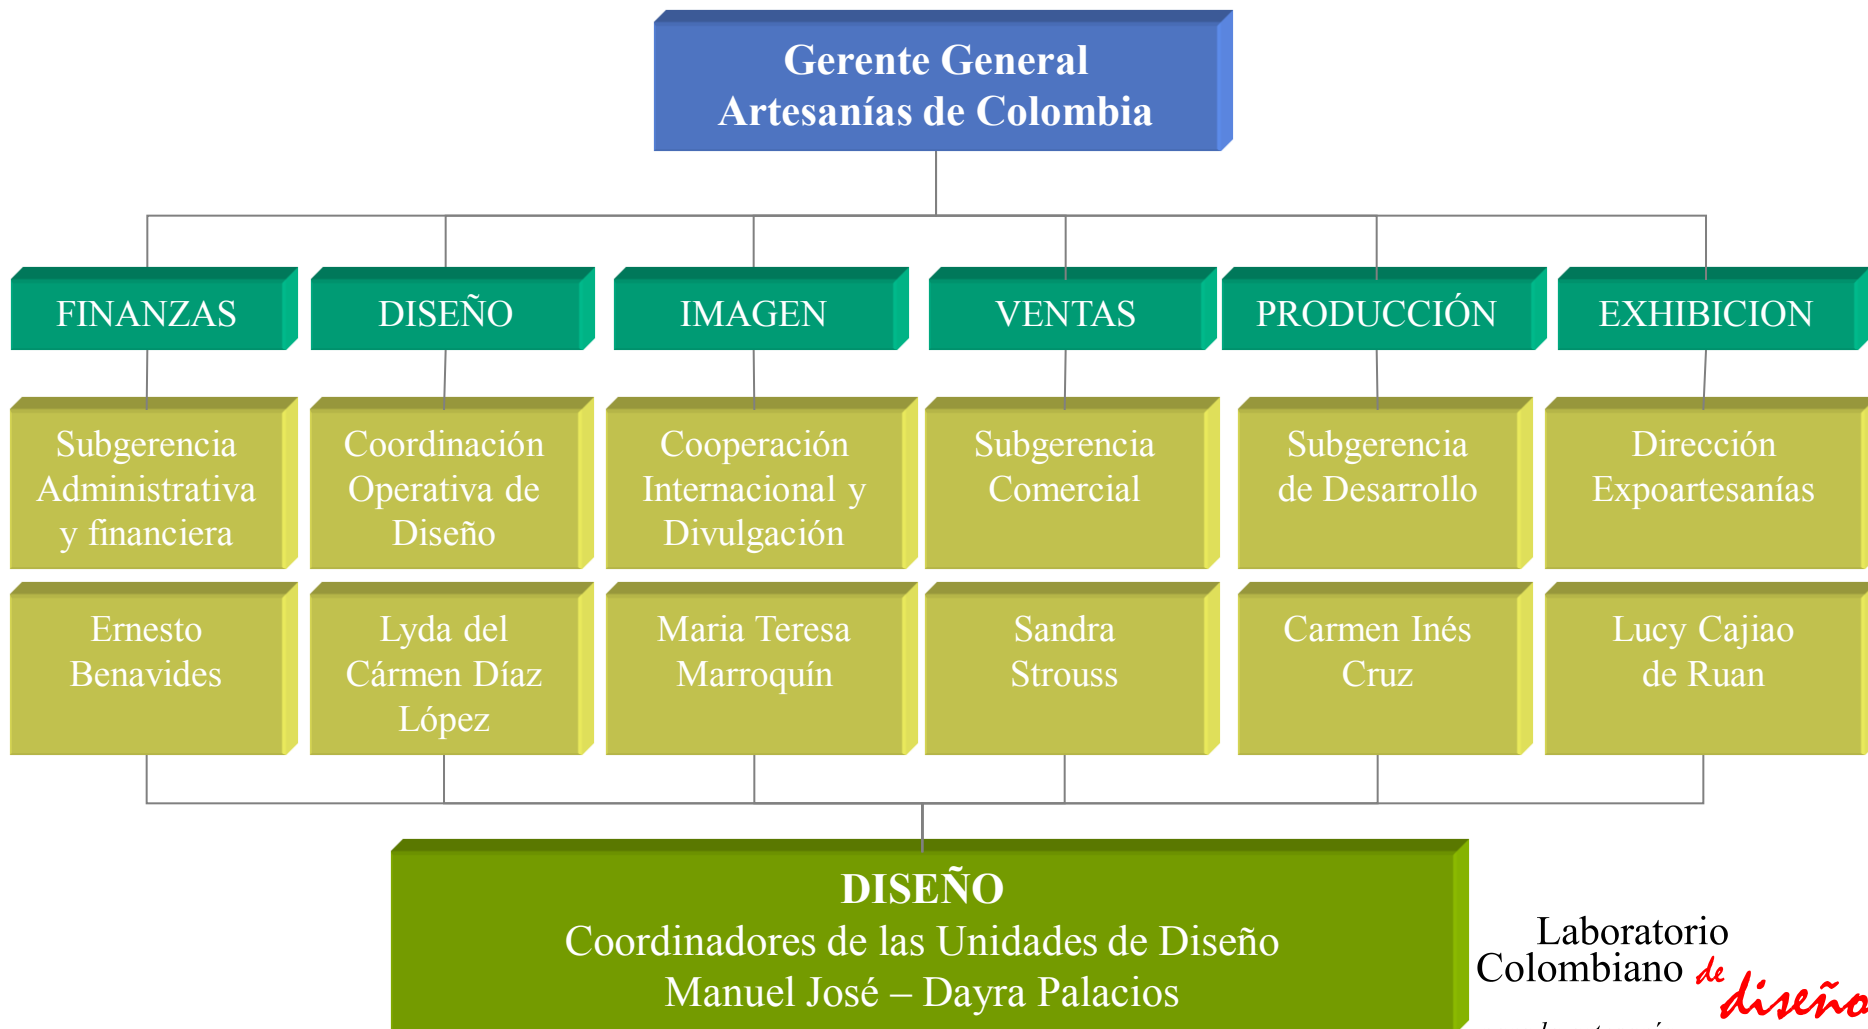 Gerente General
Artesanías de Colombia
FINANZAS
DISEÑO
IMAGEN
VENTAS
PRODUCCIÓN
EXHIBICION
Subgerencia
Administrativa
y financiera
Coordinación
Operativa de
Diseño
Cooperación
Internacional y
Divulgación
Subgerencia
Comercial
Subgerencia
de Desarrollo
Dirección
Expoartesanías
Ernesto
Benavides
Lyda del
Cármen Díaz
López
Maria Teresa
Marroquín
Sandra
Strouss
Carmen Inés
Cruz
Lucy Cajiao
de Ruan
DISEÑO
Coordinadores de las Unidades de Diseño
Manuel José – Dayra Palacios
Laboratorio
Colombiano de
diseño